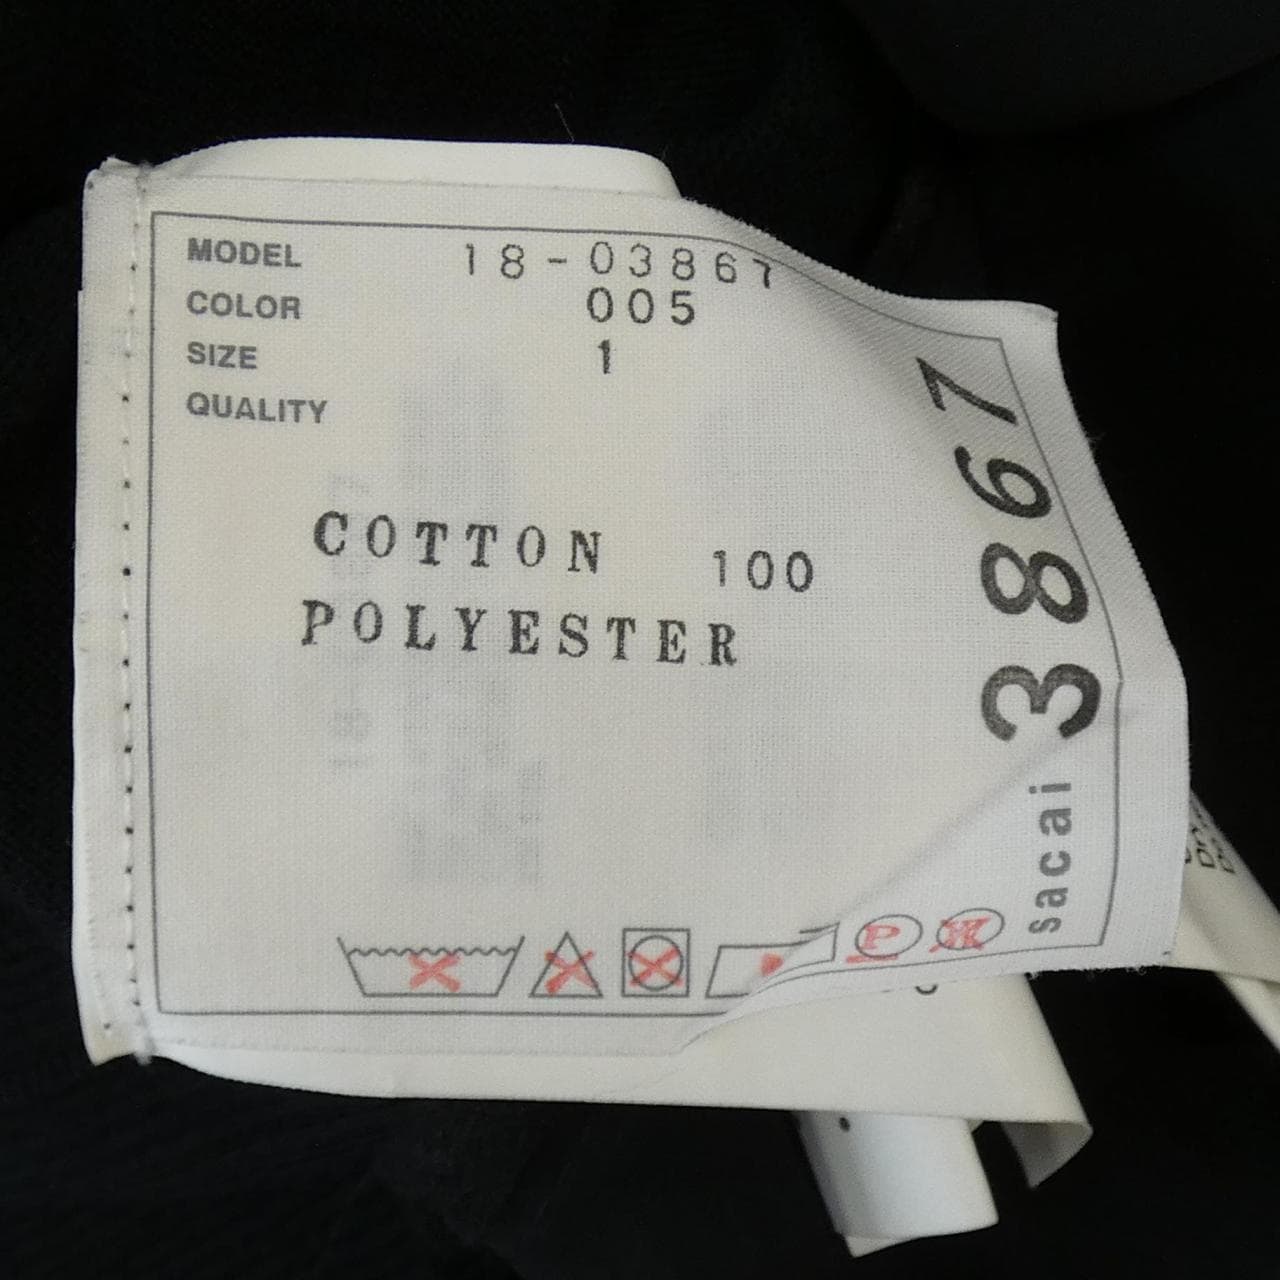 MODEL 18-03867
COLOR 005
SIZE 1
QUALITY
COTTON 100
POLYESTER
sacai 3867
P